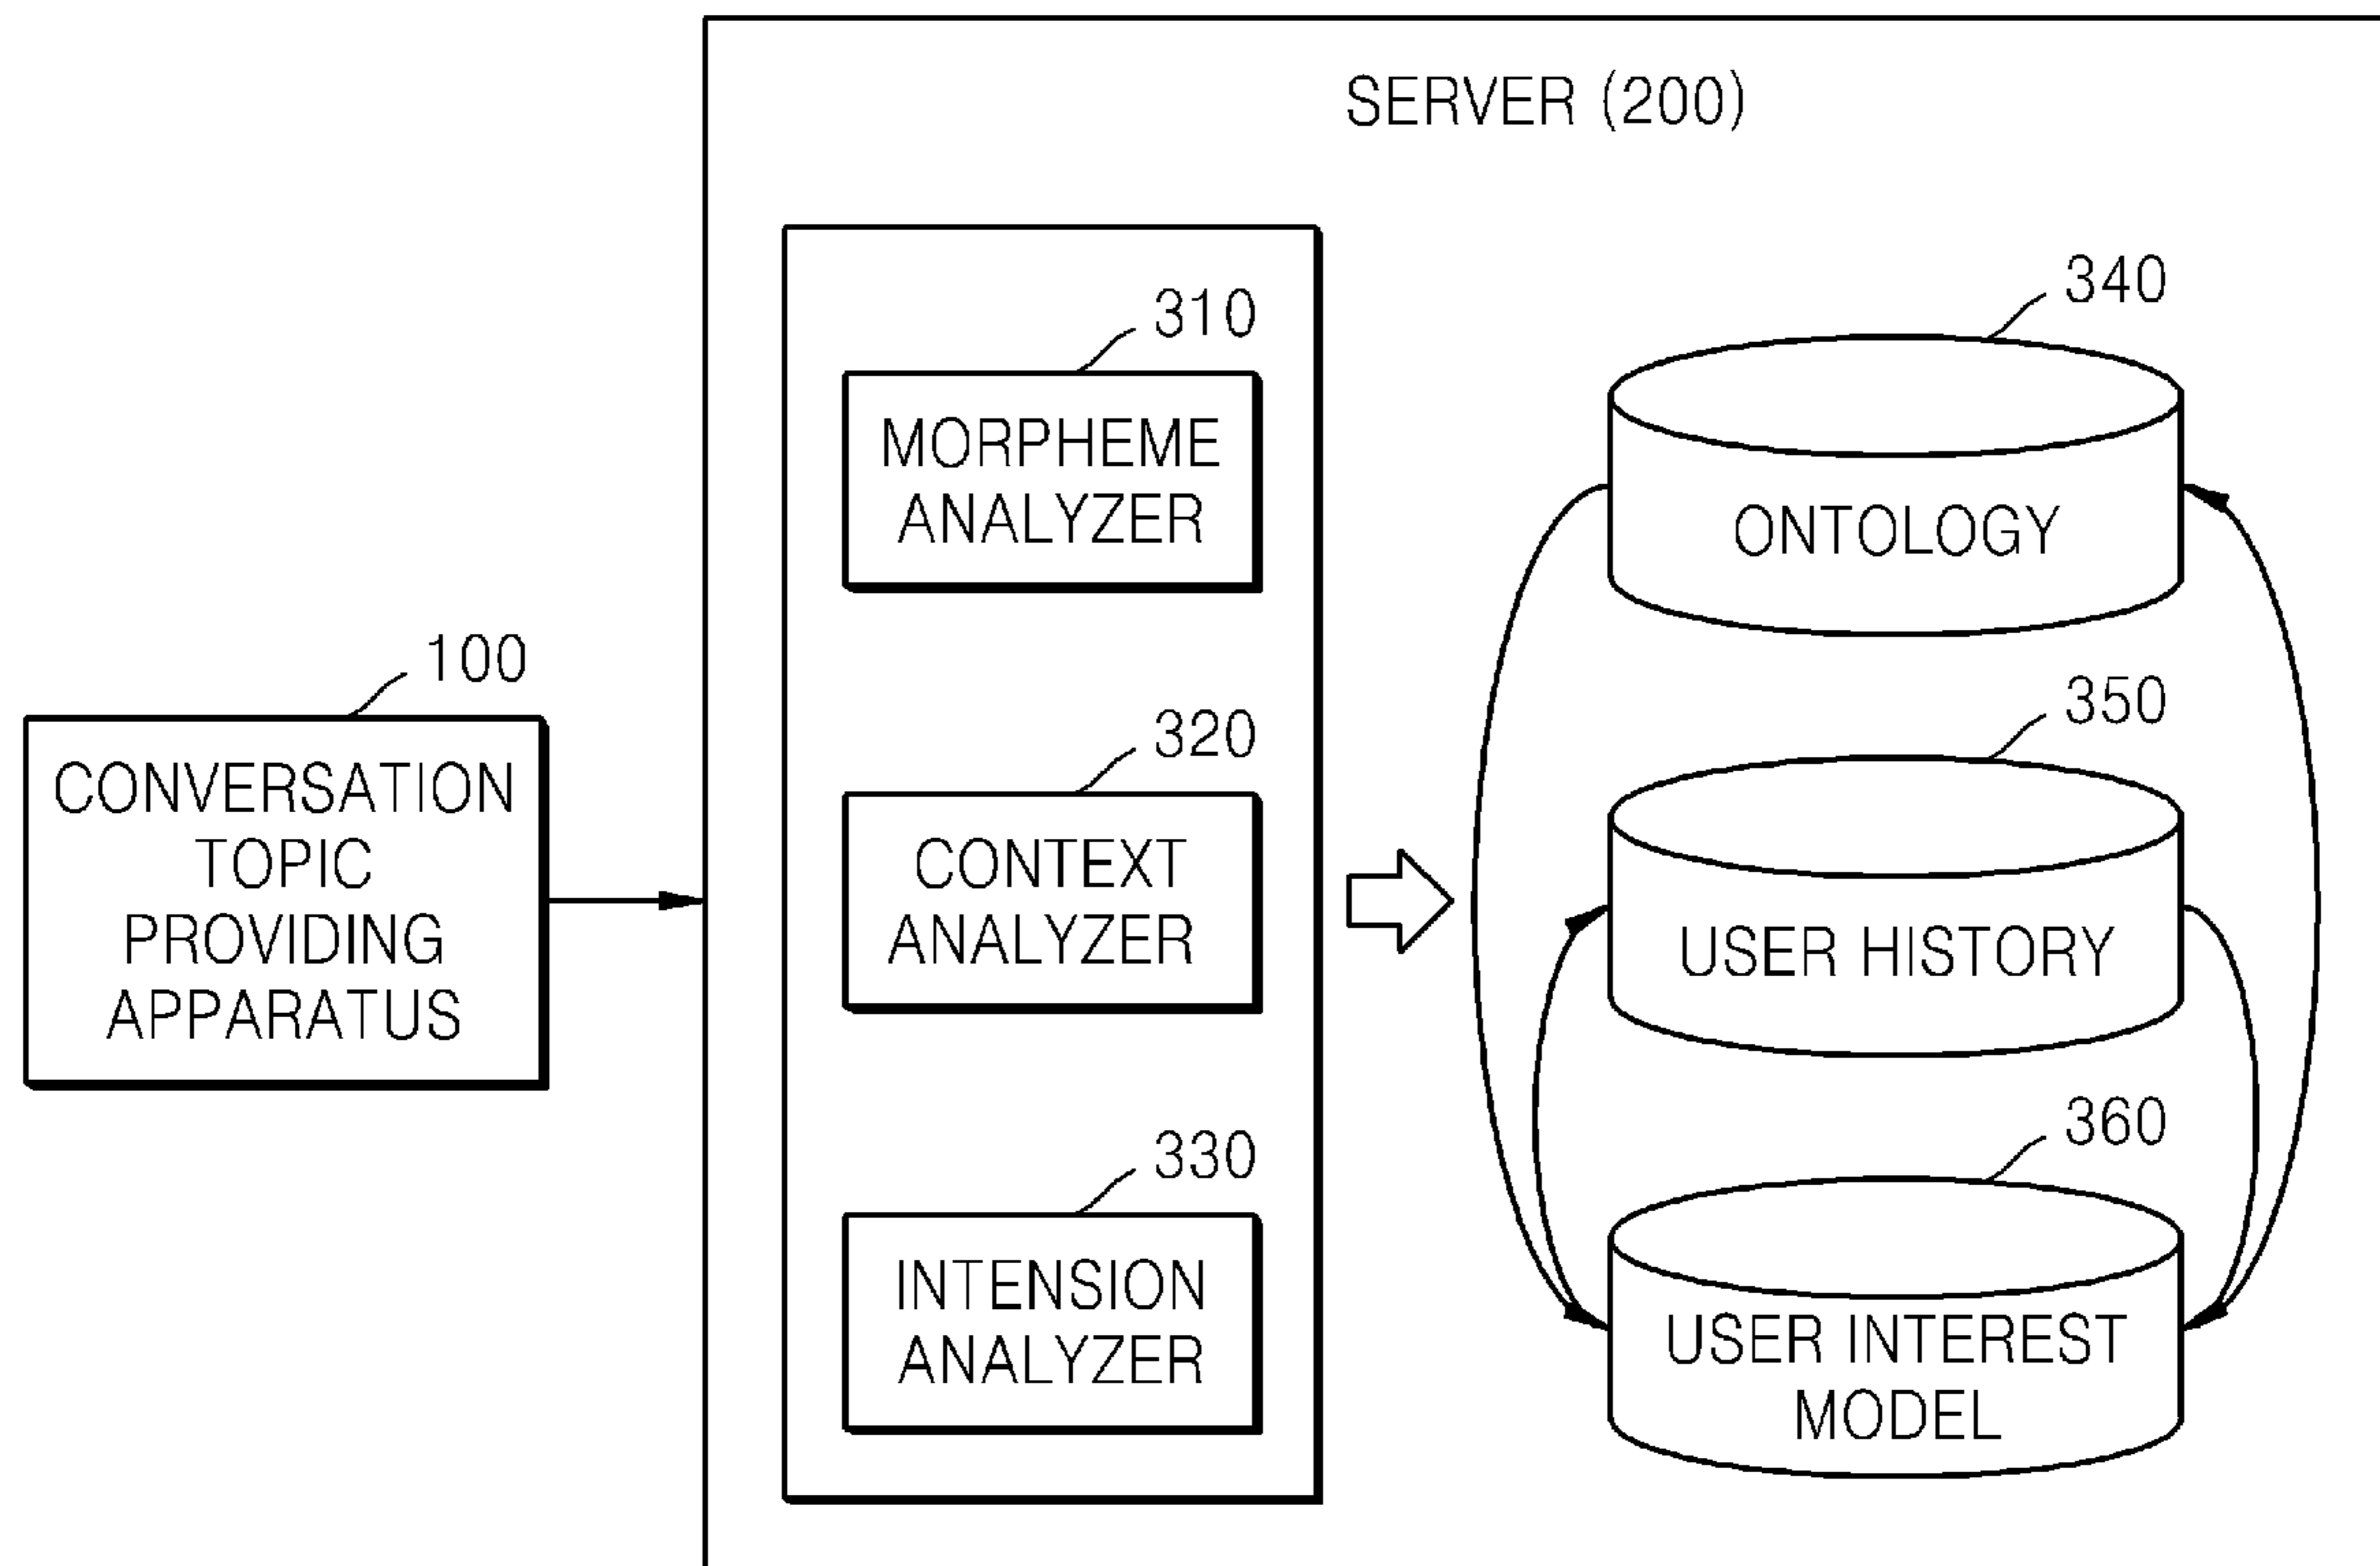 SERVER (200)
100
CONVERSATION
TOPIC
PROVIDING
APPARATUS
310
MORPHEME
ANALYZER
320
CONTEXT
ANALYZER
330
INTENSION
ANALYZER
340
ONTOLOGY
350
USER HISTORY
360
USER INTEREST
MODEL